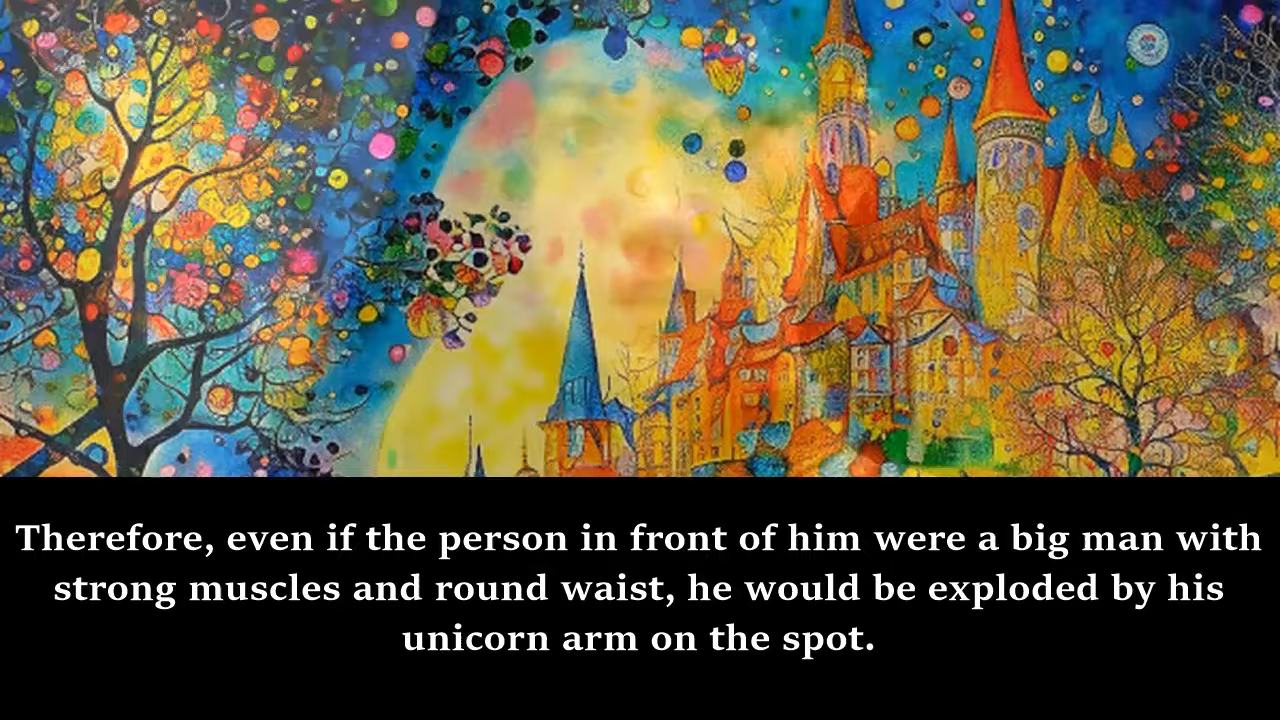 Therefore, even if the person in front of him were a big man with
strong muscles and round waist, he would be exploded by his
unicorn arm on the spot.